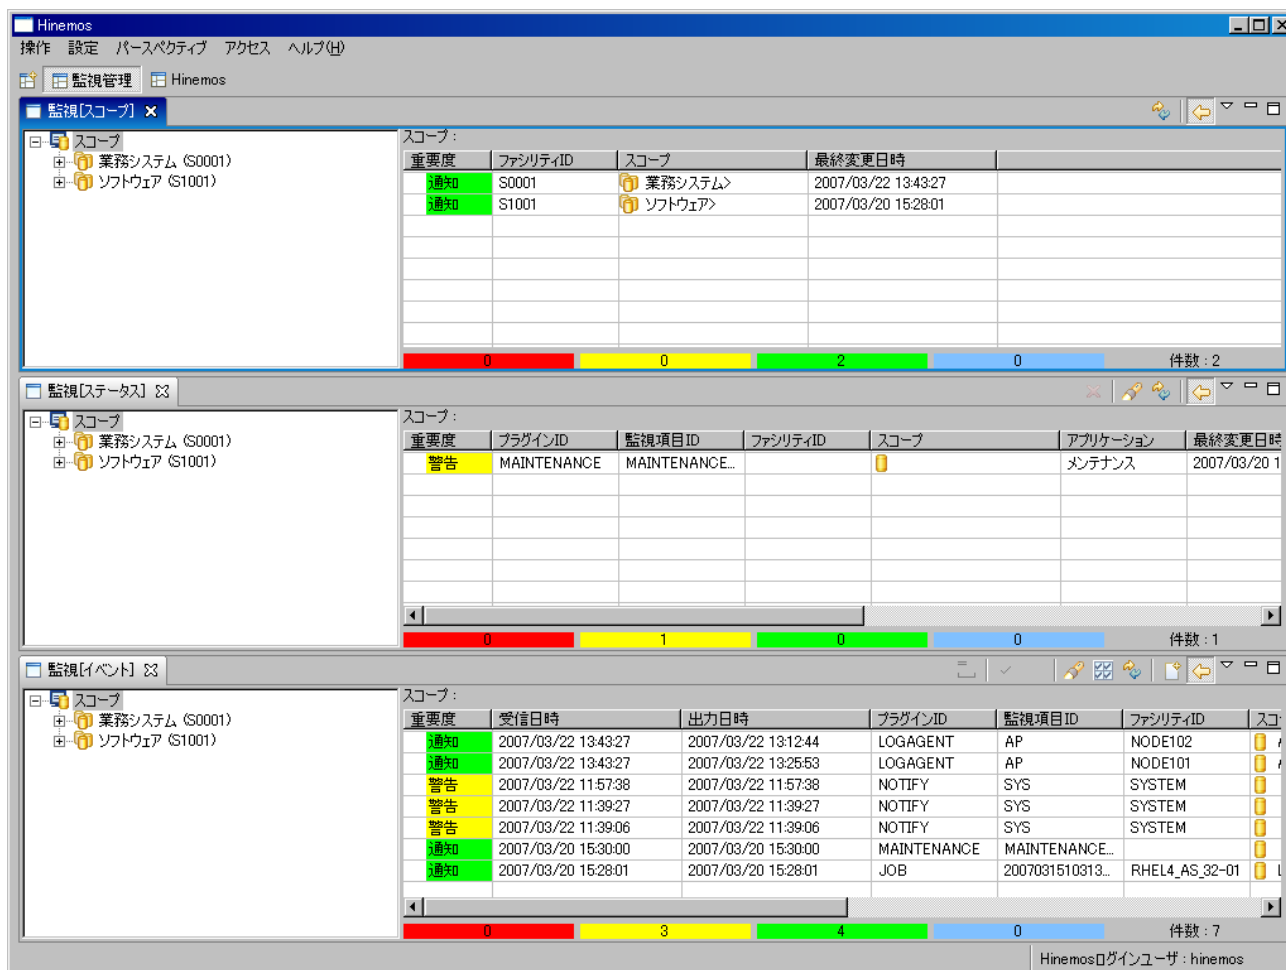 Hinemos
操作 設定 パースペクティブ アクセス ヘルプ(H)
監視管理 Hinemos
監視[スコープ]
スコープ
業務システム (S0001)
ソフトウェア (S1001)
スコープ :
重要度 ファシリティID スコープ 最終変更日時
通知 S0001 業務システム> 2007/03/22 13:43:27
通知 S1001 ソフトウェア> 2007/03/20 15:28:01
0 0 2 0 件数 : 2
監視[ステータス]
スコープ
業務システム (S0001)
ソフトウェア (S1001)
スコープ :
重要度 プラグインID 監視項目ID ファシリティID スコープ アプリケーション 最終変更日時
警告 MAINTENANCE MAINTENANCE... メンテナンス 2007/03/20 1
0 1 0 0 件数 : 1
監視[イベント]
スコープ
業務システム (S0001)
ソフトウェア (S1001)
スコープ :
重要度 受信日時 出力日時 プラグインID 監視項目ID ファシリティID スコ
通知 2007/03/22 13:43:27 2007/03/22 13:12:44 LOGAGENT AP NODE102
通知 2007/03/22 13:43:27 2007/03/22 13:25:53 LOGAGENT AP NODE101
警告 2007/03/22 11:57:38 2007/03/22 11:57:38 NOTIFY SYS SYSTEM
警告 2007/03/22 11:39:27 2007/03/22 11:39:27 NOTIFY SYS SYSTEM
警告 2007/03/22 11:39:06 2007/03/22 11:39:06 NOTIFY SYS SYSTEM
通知 2007/03/20 15:30:00 2007/03/20 15:30:00 MAINTENANCE MAINTENANCE...
通知 2007/03/20 15:28:01 2007/03/20 15:28:01 JOB 2007031510313... RHEL4_AS_32-01
0 3 4 0 件数 : 7
Hinemosログインユーザ : hinemos